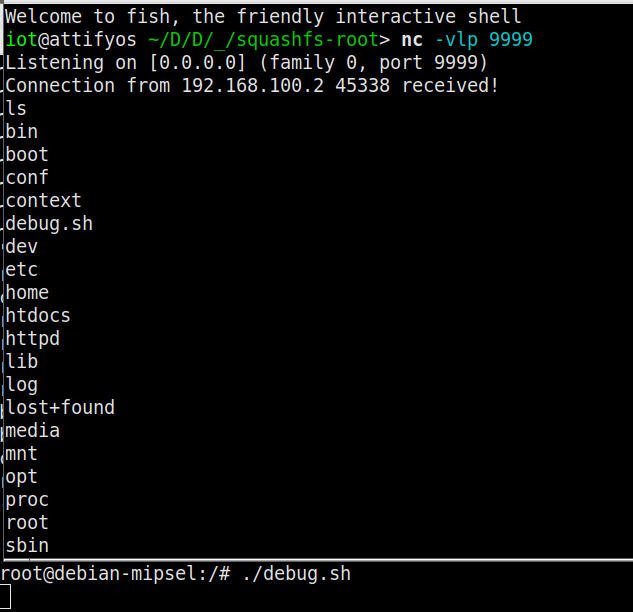 Welcome to fish, the friendly interactive shell
iot@attifyos ~/D/D/_/squashfs-root> nc -vlp 9999
Listening on [0.0.0.0] (family 0, port 9999)
Connection from 192.168.100.2 45338 received!
ls
bin
boot
conf
context
debug.sh
dev
etc
home
htdocs
httpd
lib
log
lost+found
media
mnt
opt
proc
root
sbin
root@debian-mipsel:/# ./debug.sh